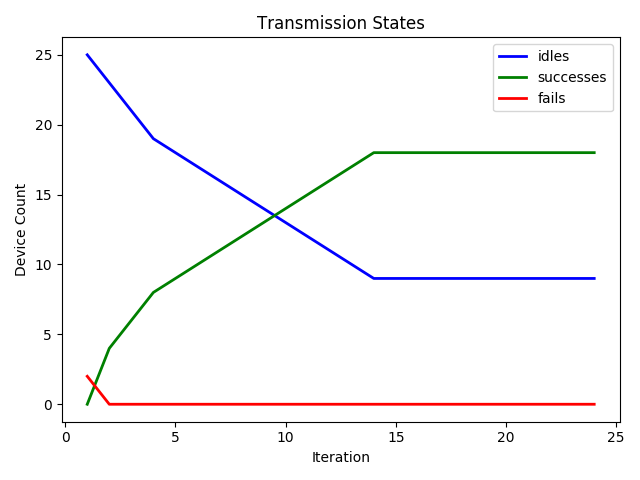 Transmission States
idles
successes
fails
25
20
15
10
5
0
Device Count
0 5 10 15 20 25
Iteration